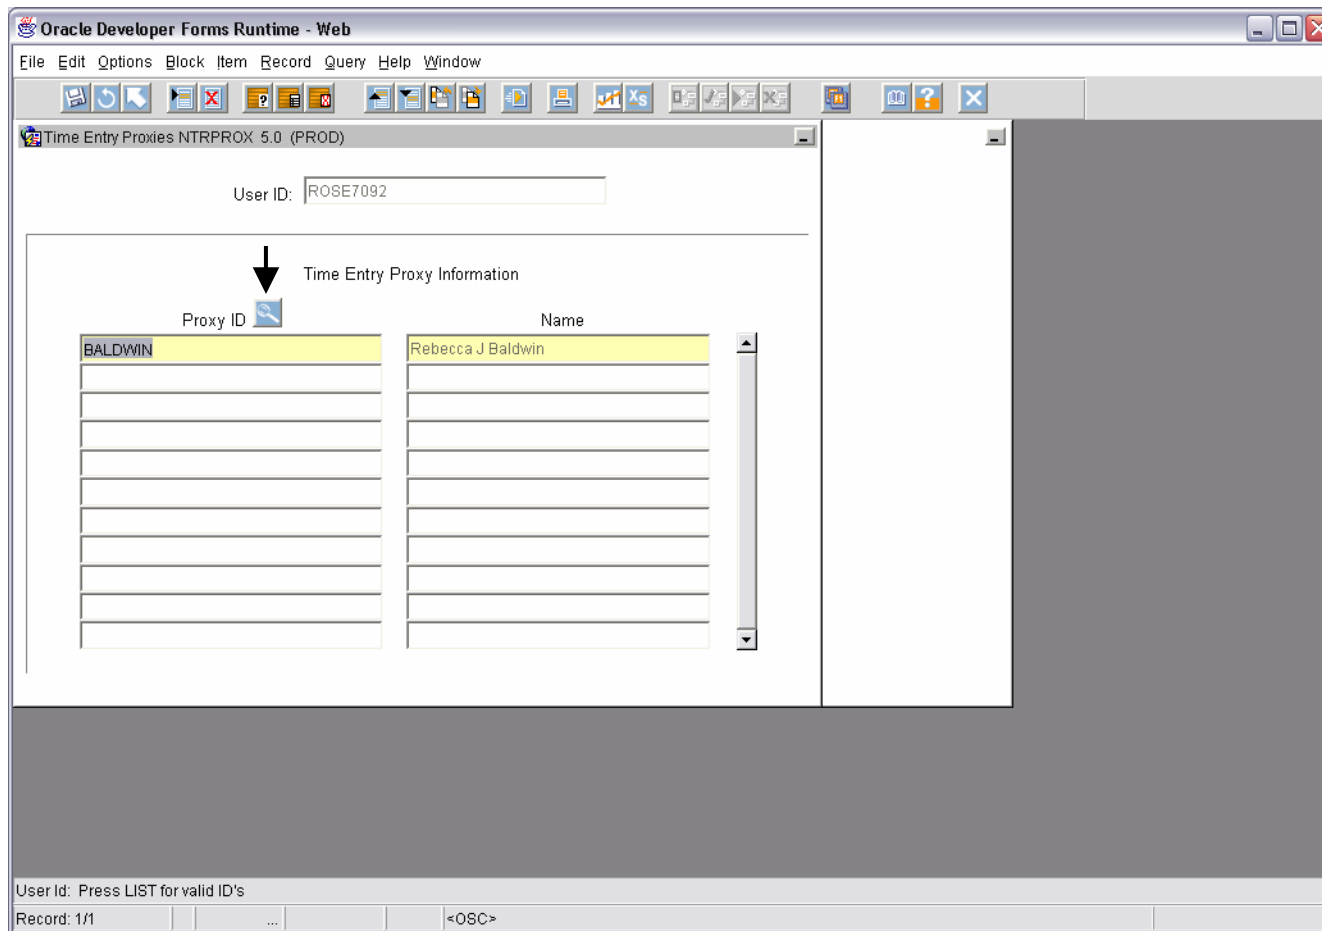 Oracle Developer Forms Runtime - Web
File Edit Options Block Item Record Query Help Window
Time Entry Proxies NTRPROX 5.0 (PROD)
User ID: ROSE7092
Time Entry Proxy Information
Proxy ID Name
BALDWIN Rebecca J Baldwin
User Id: Press LIST for valid ID's
Record: 1/1 ... <OSC>